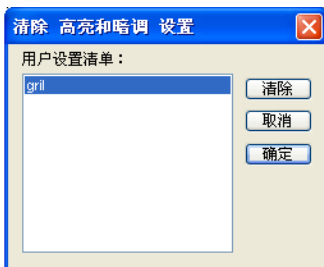 清除 高亮和暗调 设置
用户设置清单：
gril
清除
取消
确定